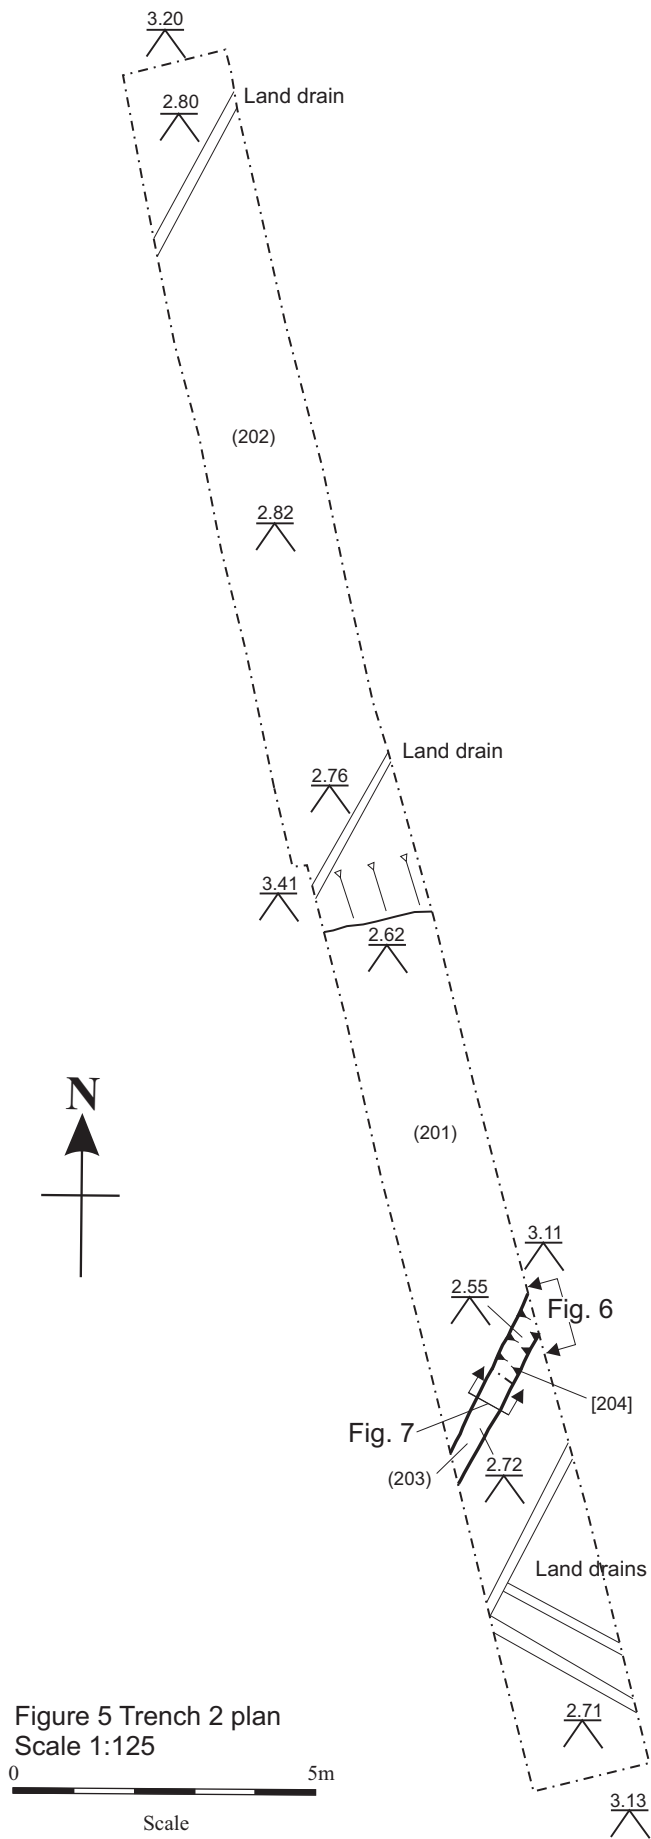 3.20
Land drain
2.80
(202)
2.82
Land drain
2.76
3.41
2.62
N
(201)
3.11
2.55
Fig. 6
[204]
Fig. 7
(203)
2.72
Land drains
2.71
Figure 5 Trench 2 plan
Scale 1:125
0 5m
Scale
3.13